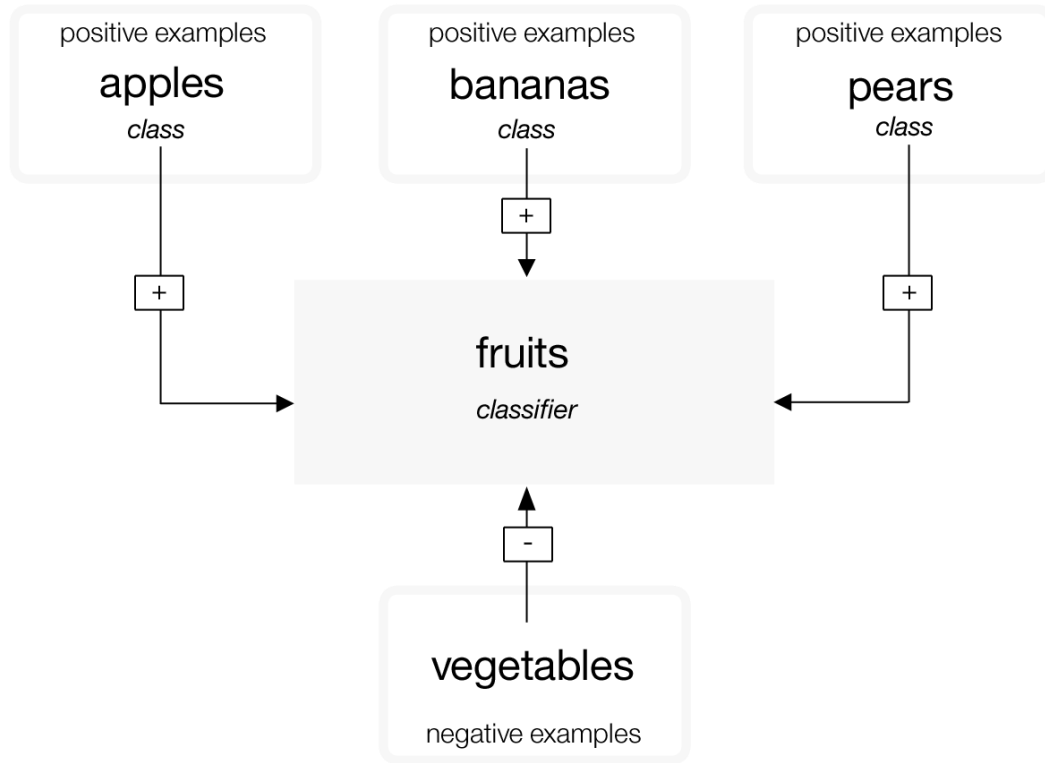 positive examples
apples
class
positive examples
bananas
class
positive examples
pears
class
+
+
+
fruits
classifier
-
vegetables
negative examples